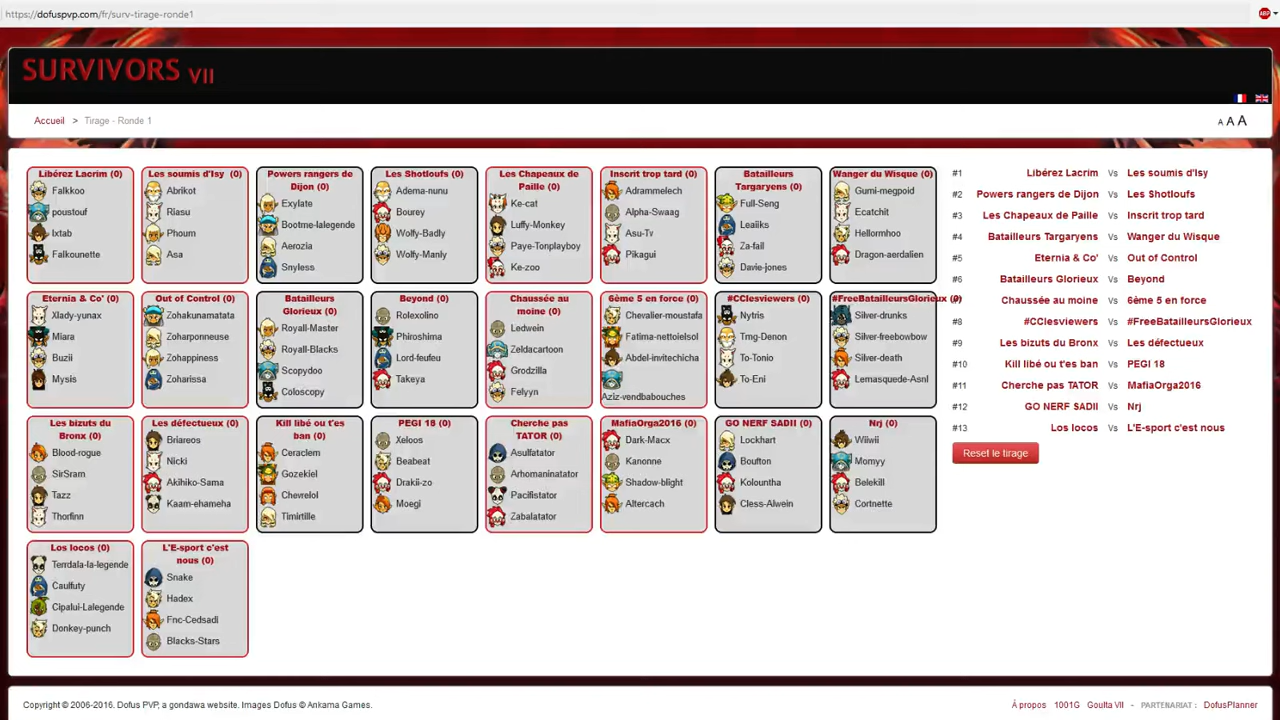 https://dofuspvp.com/fr/surv-tirage-ronde1
ABP
SURVIVORS VII
Accueil > Tirage - Ronde 1
A A A
Libérez Lacrim (0)
Falkkoo
poustouf
Ixtab
Falkounette
Les soumis d'Isy (0)
Abrikot
Riasu
Phoum
Asa
Powers rangers de
Dijon (0)
Exylate
Bootme-lalegende
Aerozia
Snyless
Les Shotloufs (0)
Adema-nunu
Bourey
Wolfy-Badly
Wolfy-Manly
Les Chapeaux de
Paille (0)
Ke-cat
Luffy-Monkey
Paye-Tonplayboy
Ke-zoo
Inscrit trop tard (0)
Adrammelech
Alpha-Swaag
Asu-Tv
Pikagui
Batailleurs
Targaryens (0)
Full-Seng
Leaiiks
Za-fail
Davie-jones
Wanger du Wisque (0)
Gumi-megpoid
Ecatchit
Hellormhoo
Dragon-aerdalien
Eternia & Co' (0)
Xlady-yunax
Miara
Buzii
Mysis
Out of Control (0)
Zohakunamatata
Zoharponneuse
Zohappiness
Zoharissa
Batailleurs
Glorieux (0)
Royall-Master
Royall-Blacks
Scopydoo
Coloscopy
Beyond (0)
Rolexolino
Phiroshima
Lord-feufeu
Takeya
Chaussée au
moine (0)
Ledwein
Zeldacartoon
Grodzilla
Felyyn
6ème 5 en force (0)
Chevalier-moustafa
Fatima-nettoielsol
Abdel-invitechicha
Aziz-vendbabouches
#CClesviewers (0)
Nytris
Trng-Denon
To-Tonio
To-Eni
#FreeBatailleursGlorieux (0)
Silver-drunks
Silver-freebowbow
Silver-death
Lemasquede-Asnl
Les bizuts du
Bronx (0)
Blood-rogue
SirSram
Tazz
Thorfinn
Les défectueux (0)
Briareos
Nicki
Akihiko-Sama
Kaam-ehameha
Kill libé ou t'es
ban (0)
Ceraclem
Gozekiel
Chevrelol
Timirtille
PEGI 18 (0)
Xeloos
Beabeat
Drakii-zo
Moegi
Cherche pas
TATOR (0)
Asulfatator
Arhomaninatator
Pacifistator
Zabalatator
MafiaOrga2016 (0)
Dark-Macx
Kanonne
Shadow-blight
Altercach
GO NERF SADII (0)
Lockhart
Boufton
Kolountha
Cless-Alwein
Nrj (0)
Wiiwii
Momyy
Belekill
Cortnette
Los locos (0)
Terrdala-la-legende
Caulfuty
Cipalui-Lalegende
Donkey-punch
L'E-sport c'est
nous (0)
Snake
Hadex
Fnc-Cedsadi
Blacks-Stars
#1 Libérez Lacrim Vs Les soumis d'Isy
#2 Powers rangers de Dijon Vs Les Shotloufs
#3 Les Chapeaux de Paille Vs Inscrit trop tard
#4 Batailleurs Targaryens Vs Wanger du Wisque
#5 Eternia & Co' Vs Out of Control
#6 Batailleurs Glorieux Vs Beyond
Chaussée au moine Vs 6ème 5 en force
#8 #CClesviewers Vs #FreeBatailleursGlorieux
#9 Les bizuts du Bronx Vs Les défectueux
#10 Kill libé ou t'es ban Vs PEGI 18
#11 Cherche pas TATOR Vs MafiaOrga2016
#12 GO NERF SADII Vs Nrj
#13 Los locos Vs L'E-sport c'est nous
Reset le tirage
Copyright © 2006-2016. Dofus PVP, a gondawa website. Images Dofus © Ankama Games.
À propos 1001G Goulta VII - PARTENARIAT : DofusPlanner